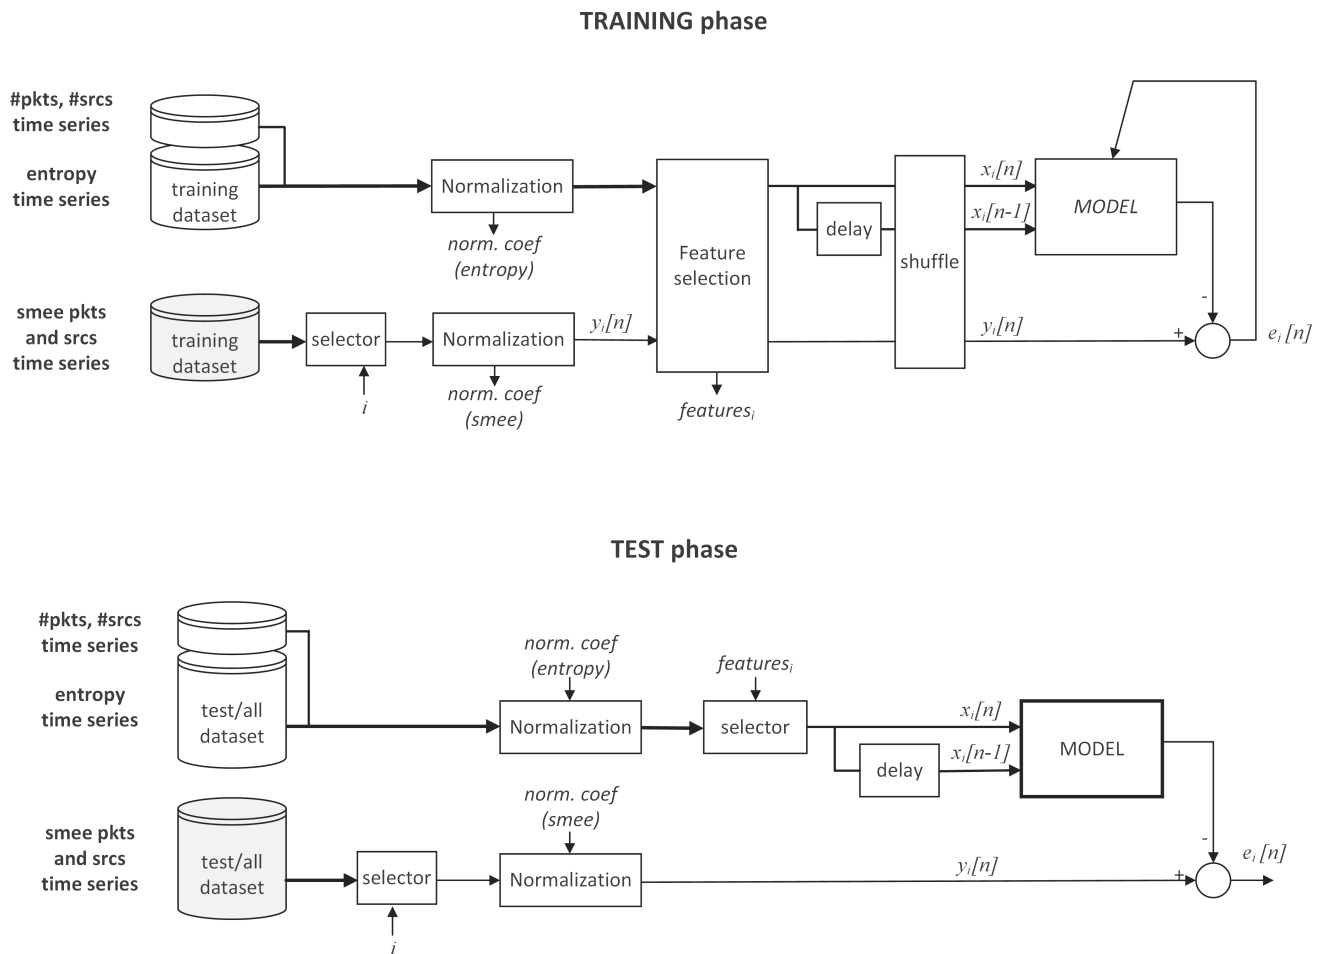 TRAINING phase
#pkts, #srcs
time series
entropy
time series
training
dataset
Normalization
norm. coef
(entropy)
Feature
selection
features_i
delay
shuffle
x_i[n]
x_i[n-1]
MODEL
smee pkts
and srcs
time series
training
dataset
selector
i
Normalization
norm. coef
(smee)
y_i[n]
y_i[n]
-
+
e_i[n]
TEST phase
#pkts, #srcs
time series
entropy
time series
test/all
dataset
norm. coef
(entropy)
Normalization
features_i
selector
delay
x_i[n]
x_i[n-1]
MODEL
smee pkts
and srcs
time series
test/all
dataset
selector
i
norm. coef
(smee)
Normalization
y_i[n]
-
+
e_i[n]